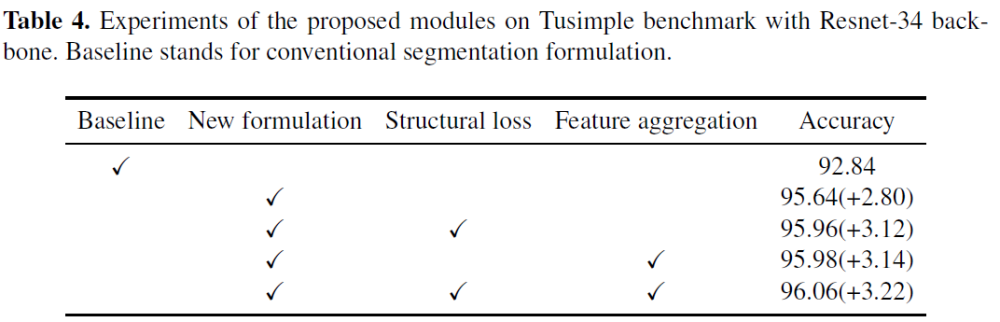 Table 4. Experiments of the proposed modules on Tusimple benchmark with Resnet-34 back-
bone. Baseline stands for conventional segmentation formulation.
Baseline New formulation Structural loss Feature aggregation Accuracy
✓ 92.84
✓ 95.64(+2.80)
✓ ✓ 95.96(+3.12)
✓ ✓ 95.98(+3.14)
✓ ✓ ✓ 96.06(+3.22)